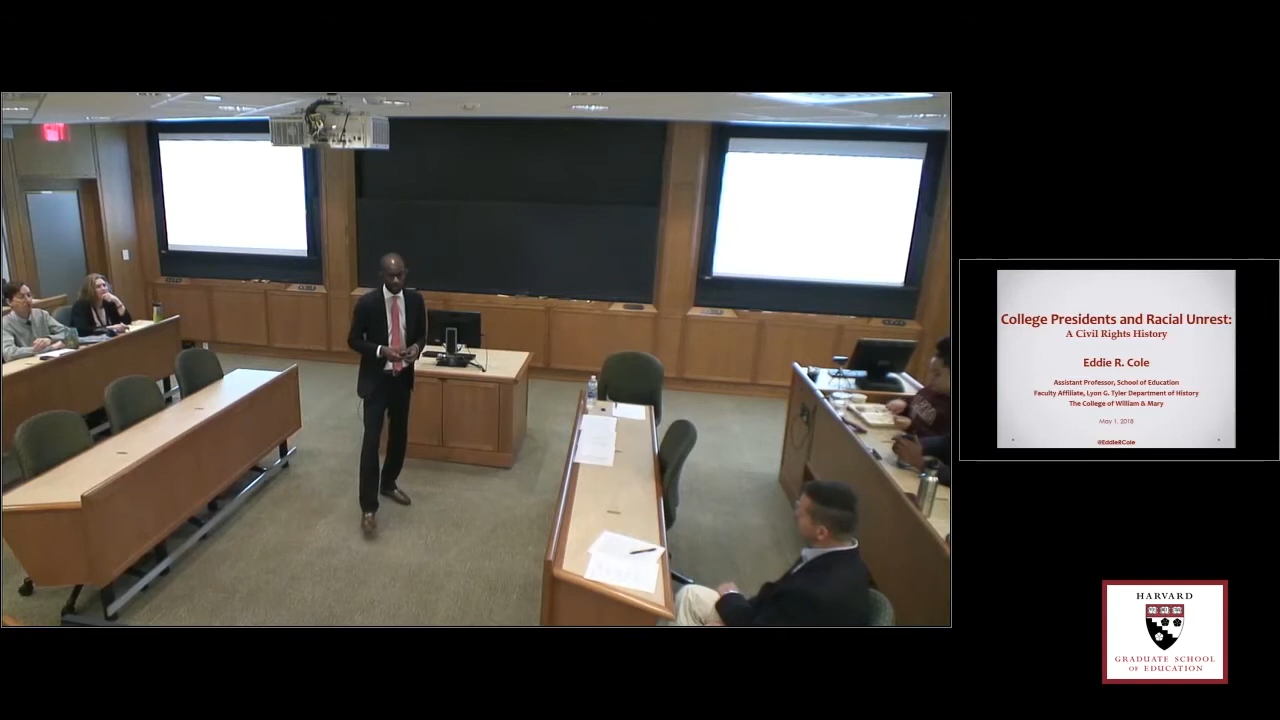 College Presidents and Racial Unrest:
A Civil Rights History
Eddie R. Cole
Assistant Professor, School of Education
Faculty Affiliate, Lyon G. Tyler Department of History
The College of William & Mary
May 1, 2018
@EddieRCole
HARVARD
GRADUATE SCHOOL
OF EDUCATION